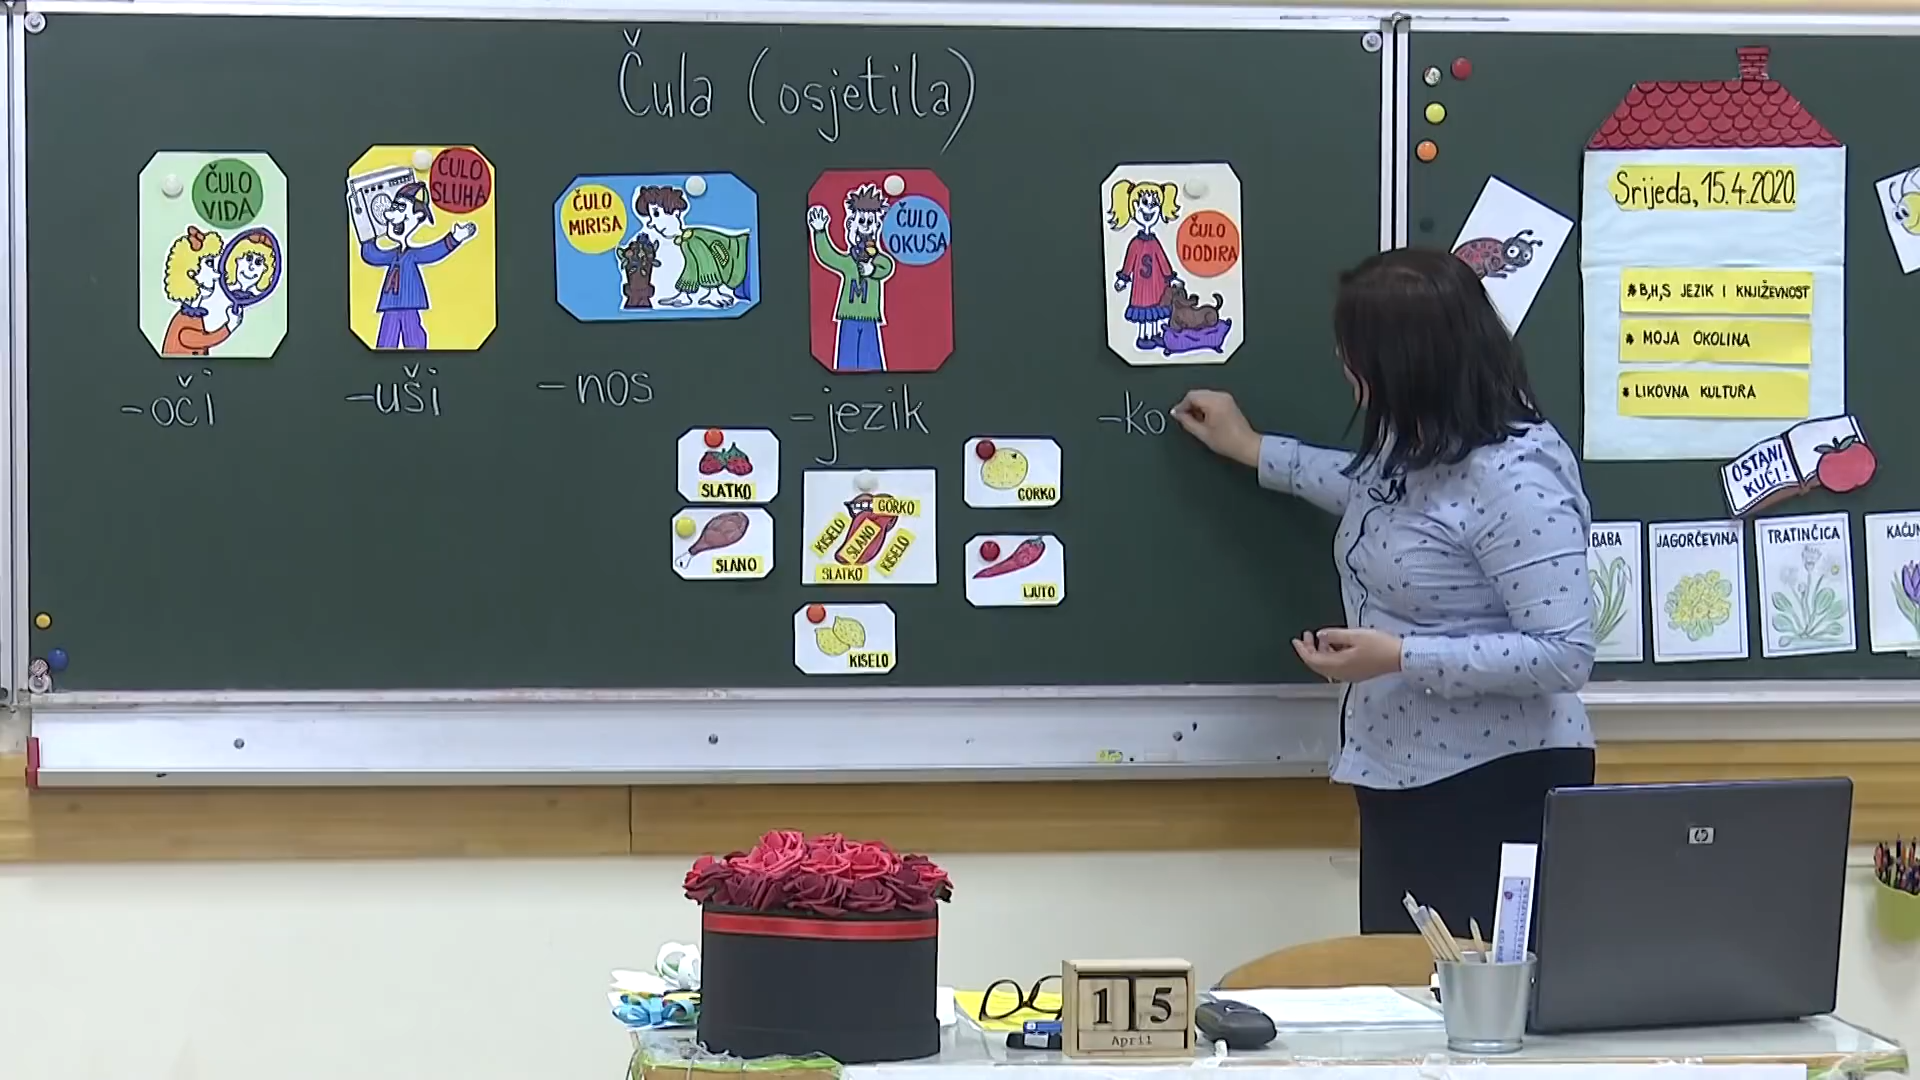 Čula (osjetila)
ČULO
VIDA
ČULO
SLUHA
ČULO
MIRISA
ČULO
OKUSA
ČULO
DODIRA
A
M
S
-oči
-uši
-nos
-jezik
-ko
SLATKO
SLANO
GORKO
KISELO
SLANO
KISELO
SLATKO
GORKO
LJUTO
KISELO
Srijeda, 15.4.2020.
* B,H,S JEZIK I KNJIŽEVNOST
* MOJA OKOLINA
* LIKOVNA KULTURA
OSTANI
KUĆI!
BABA
JAGORČEVINA
TRATINČICA
KAĆUN
hp
15
April